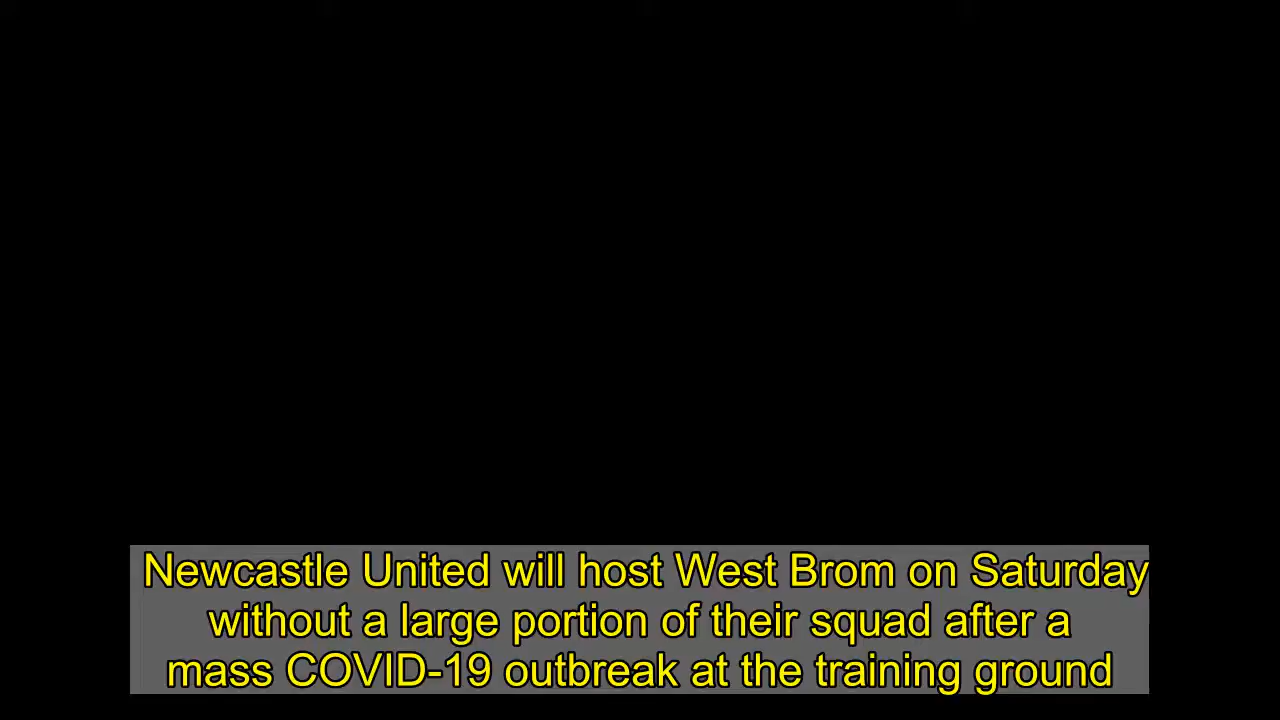 Newcastle United will host West Brom on Saturday
without a large portion of their squad after a
mass COVID-19 outbreak at the training ground